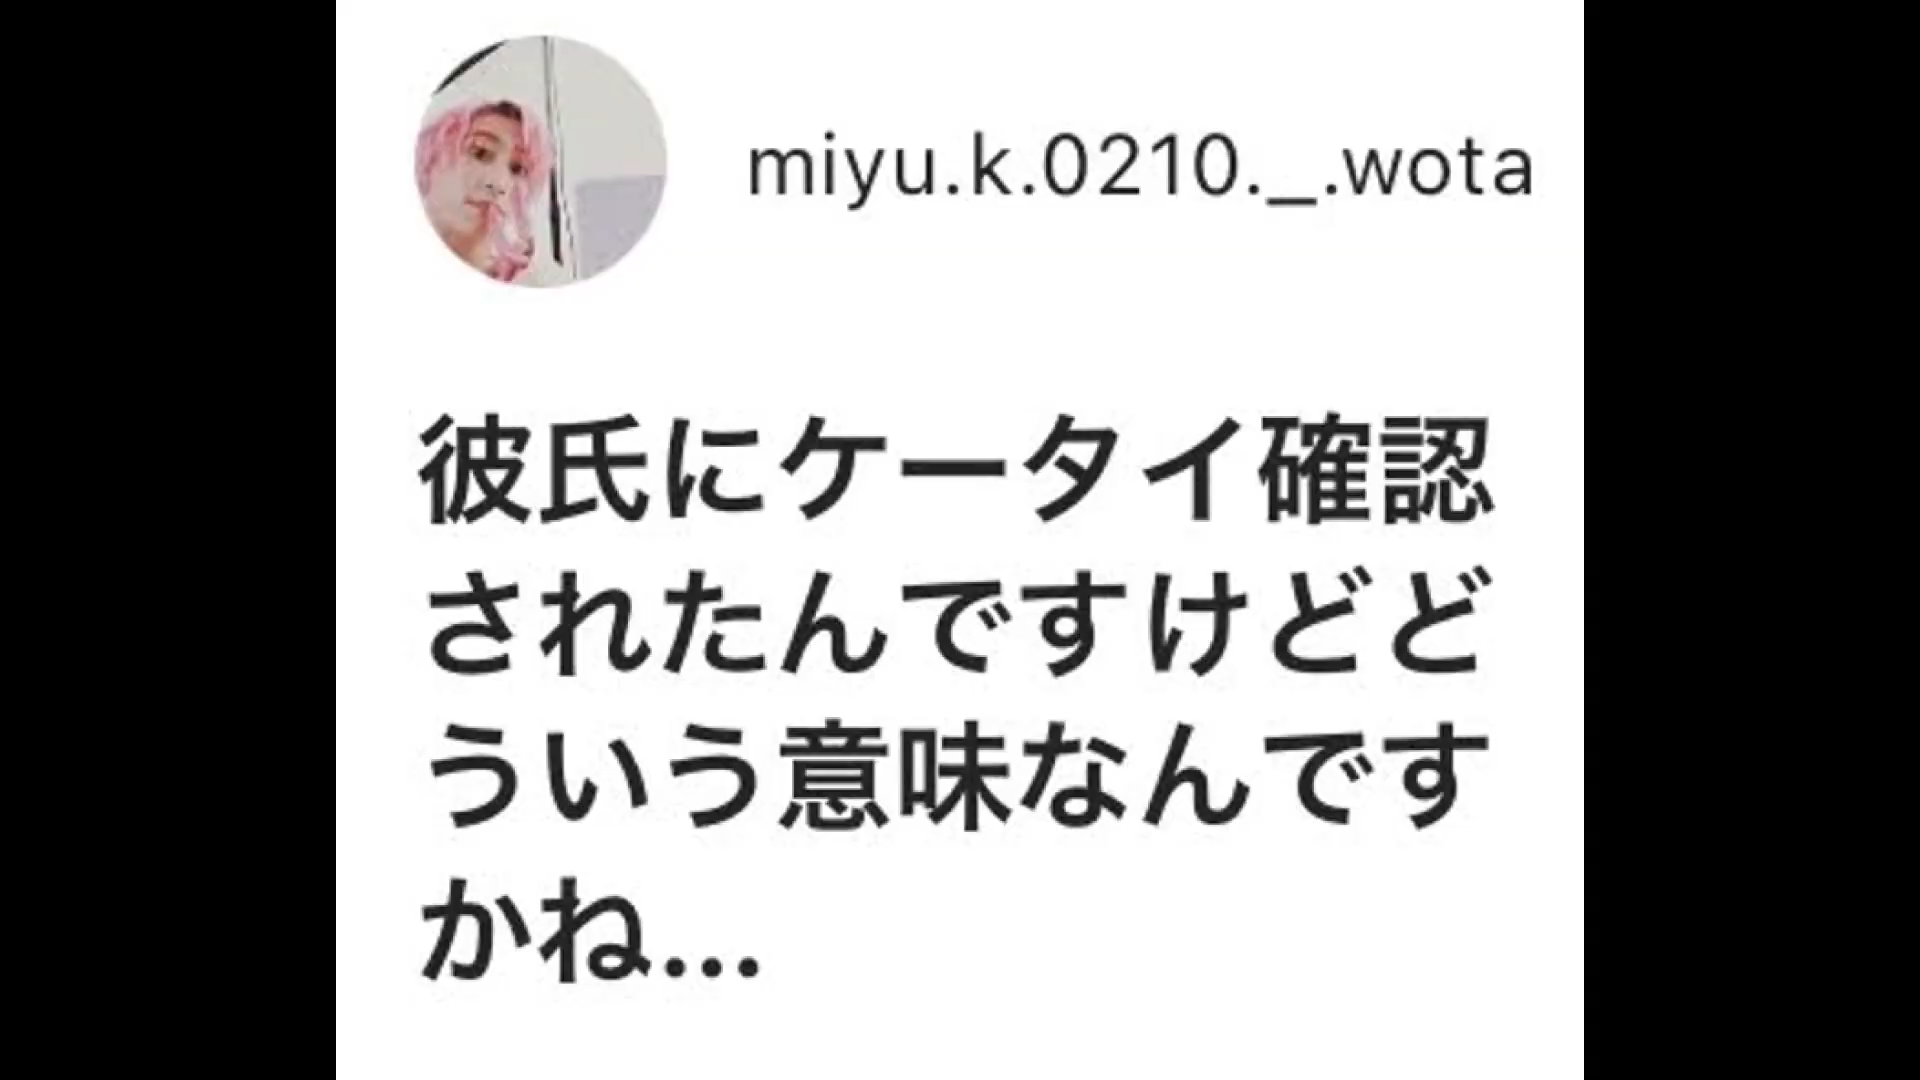 miyu.k.0210._.wota
彼氏にケータイ確認
されたんですけどど
ういう意味なんです
かね...